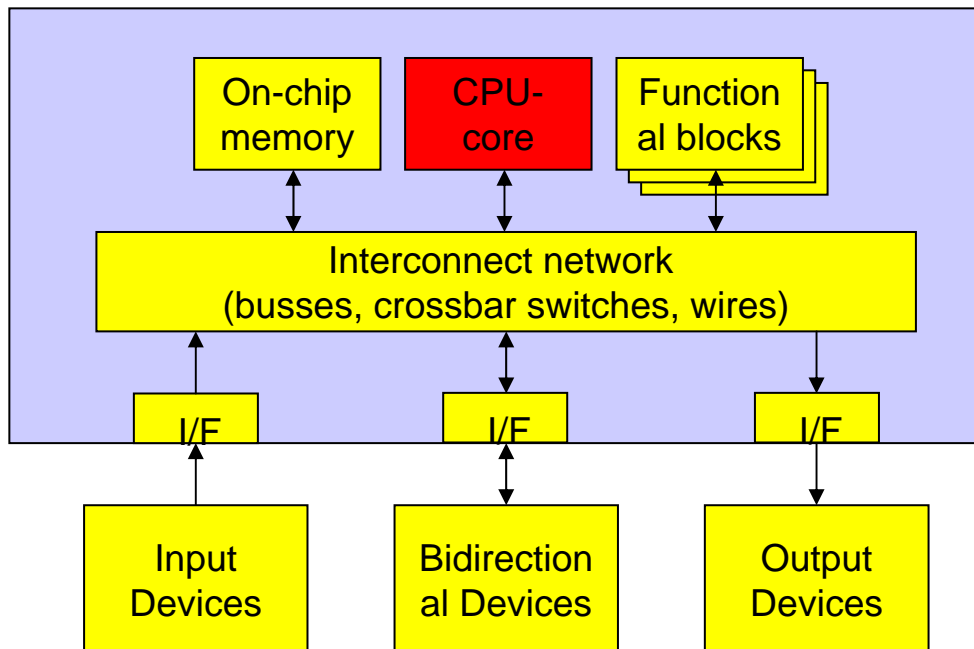 On-chip
memory
CPU-
core
Function
al blocks
Interconnect network
(busses, crossbar switches, wires)
I/F
I/F
I/F
Input
Devices
Bidirection
al Devices
Output
Devices